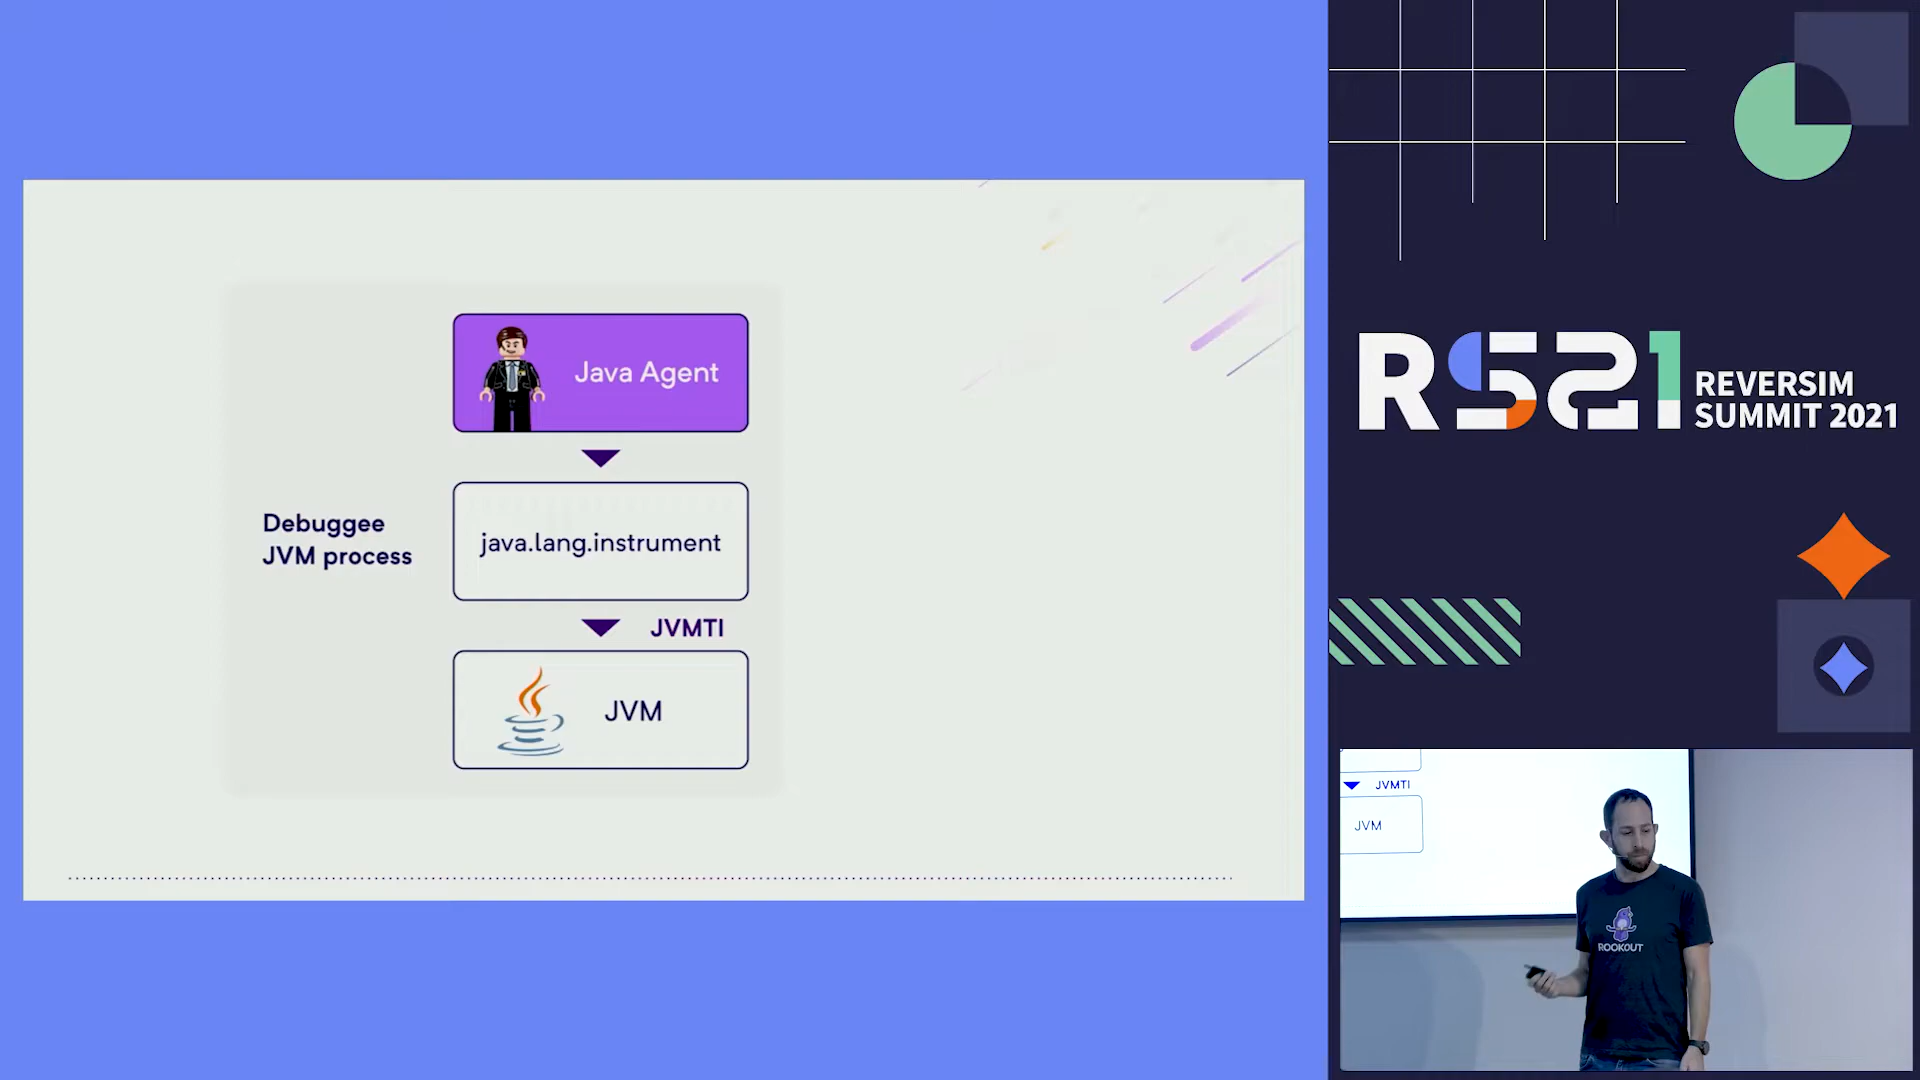 Java Agent
Debuggee
JVM process
java.lang.instrument
JVMTI
JVM
RS21
REVERSIM
SUMMIT 2021
JVMTI
JVM
ROOKOUT